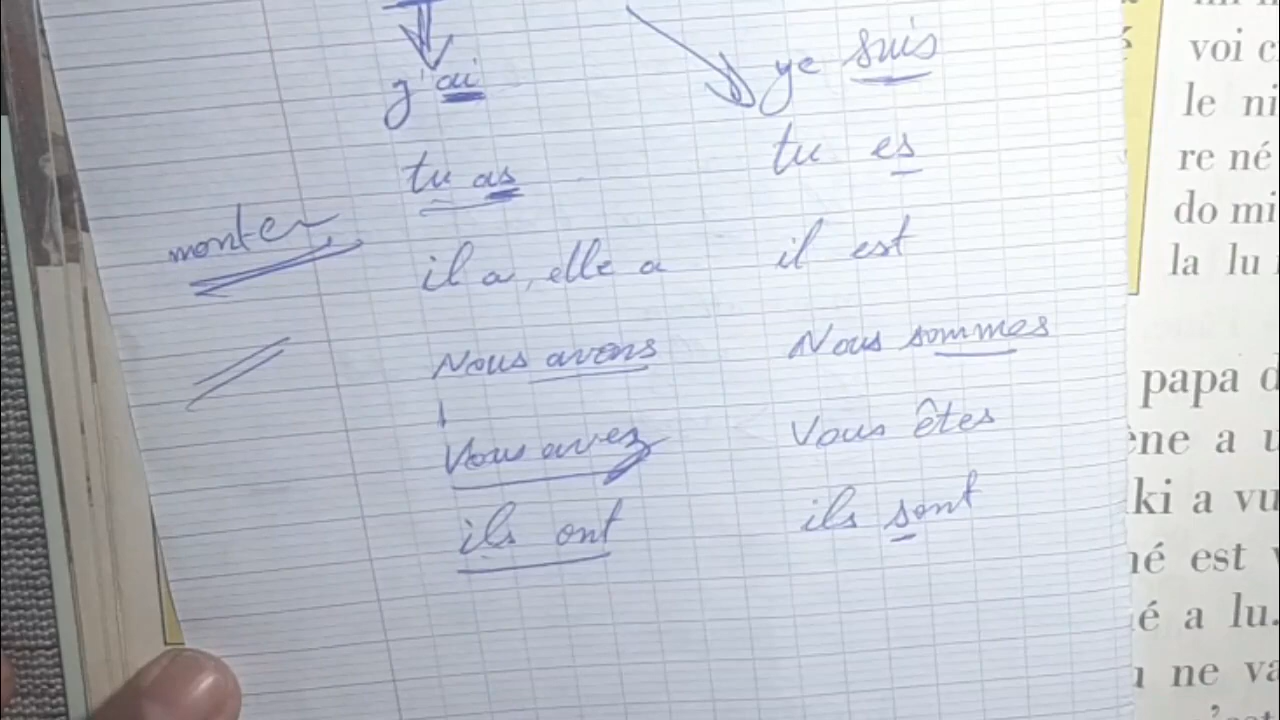 j'ai
tu as
il a, elle a
Nous avons
Vous avez
ils ont
monter
je suis
tu es
il est
Nous sommes
Vous êtes
ils sont
voi
le
re né
do mi
la lu
papa
a
ki a vu
est
é a lu.
ne va